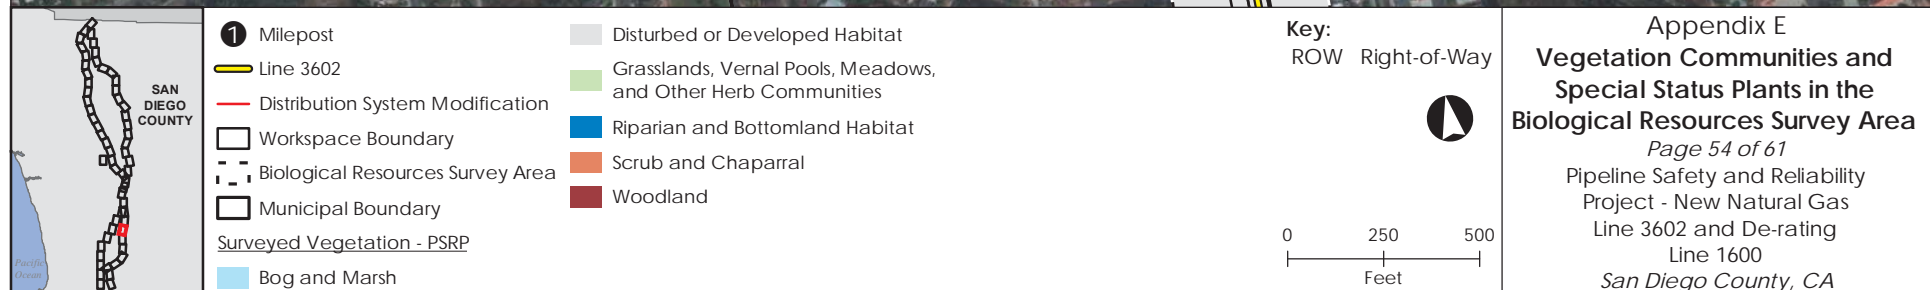 SAN
DIEGO
COUNTY
Pacific
Ocean
1 Milepost
Line 3602
Distribution System Modification
Workspace Boundary
Biological Resources Survey Area
Municipal Boundary
Surveyed Vegetation - PSRP
Bog and Marsh
Disturbed or Developed Habitat
Grasslands, Vernal Pools, Meadows,
and Other Herb Communities
Riparian and Bottomland Habitat
Scrub and Chaparral
Woodland
Key:
ROW Right-of-Way
0 250 500
Feet
Appendix E
Vegetation Communities and
Special Status Plants in the
Biological Resources Survey Area
Page 54 of 61
Pipeline Safety and Reliability
Project - New Natural Gas
Line 3602 and De-rating
Line 1600
San Diego County, CA